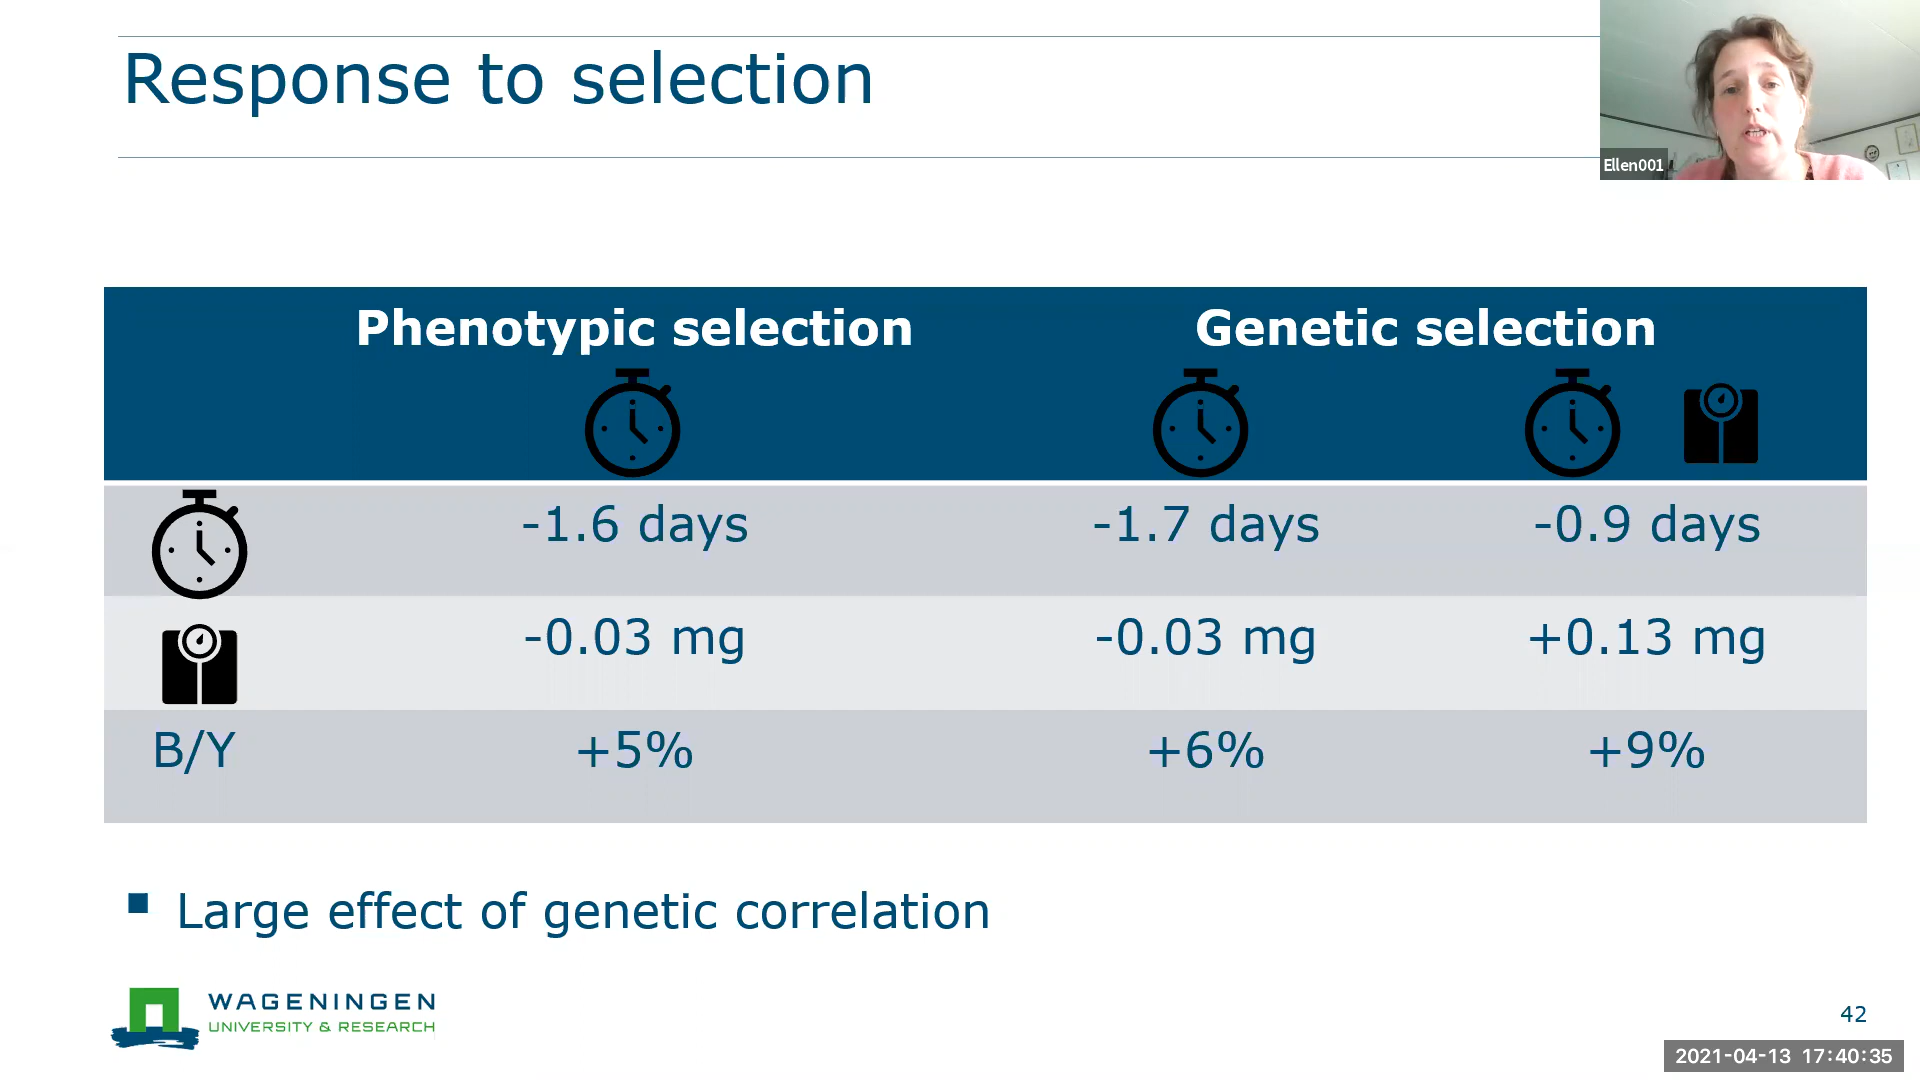 Response to selection
Ellen001
Phenotypic selection Genetic selection
-1.6 days -1.7 days -0.9 days
-0.03 mg -0.03 mg +0.13 mg
B/Y +5% +6% +9%
Large effect of genetic correlation
WAGENINGEN
UNIVERSITY & RESEARCH
42
2021-04-13 17:40:35